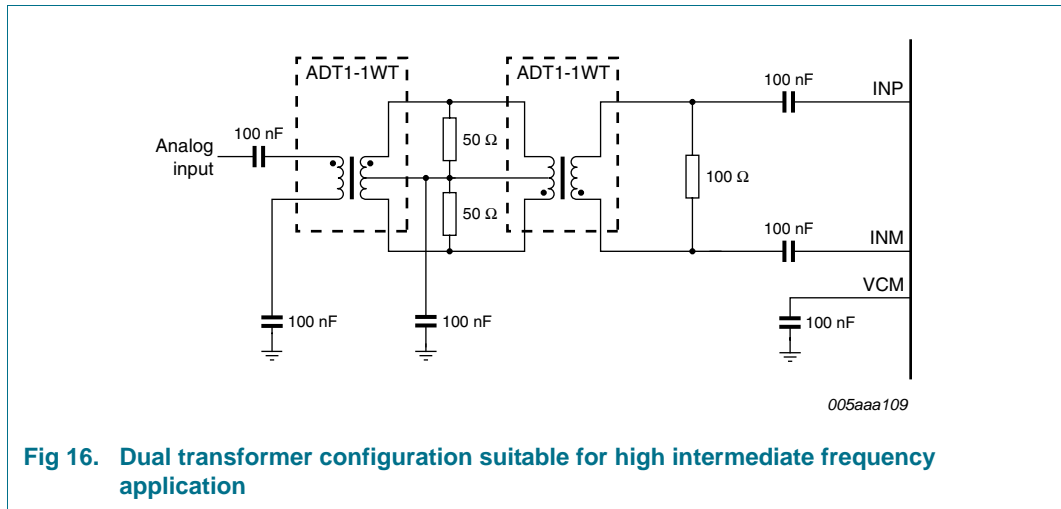 ADT1-1WT
ADT1-1WT
100 nF
INP
100 nF
Analog
input
50 Ω
100 Ω
50 Ω
100 nF
INM
VCM
100 nF
100 nF
100 nF
005aaa109
Fig 16. Dual transformer configuration suitable for high intermediate frequency
application